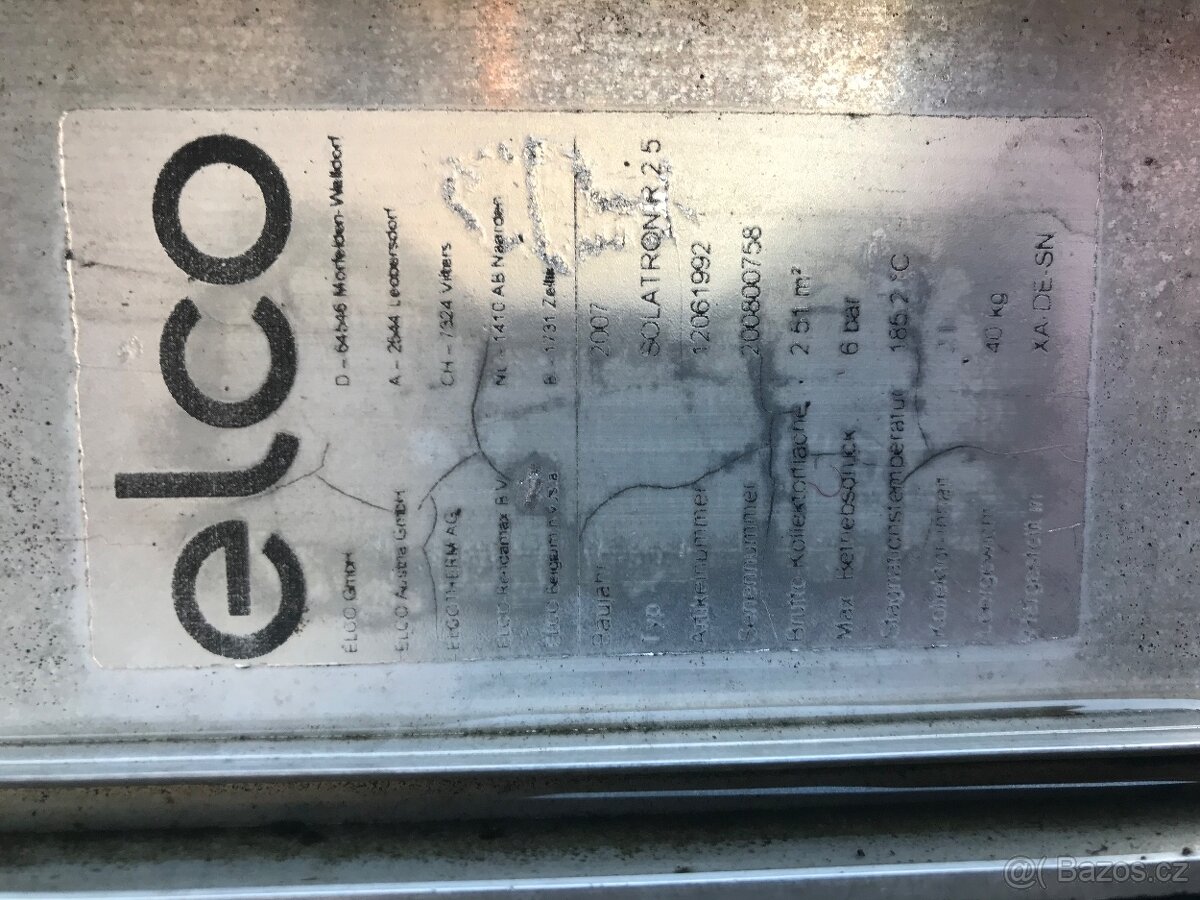 elco
ELCO GmbH D – 64546 Mörfelden-Walldorf
ELCO Austria GmbH A – 2544 Leobersdorf
ELCOTHERM AG CH – 7324 Vilters
ELCO Rendamax B.V. NL – 1410 AB Naarden
ELCO Belgium n.v./s.a. B – 1731 Zellik
Baujahr 2007
Typ SOLATRON R 2.5
Artikelnummer 12061992
Seriennummer 200800758
Brutto-Kollektorfläche 2.51 m²
Max. Betriebsdruck 6 bar
Stagnationstemperatur 185.2 °C
Kollektorinhalt
Leergewicht 40 kg
XA-DE-SN
@( Bazos.cz